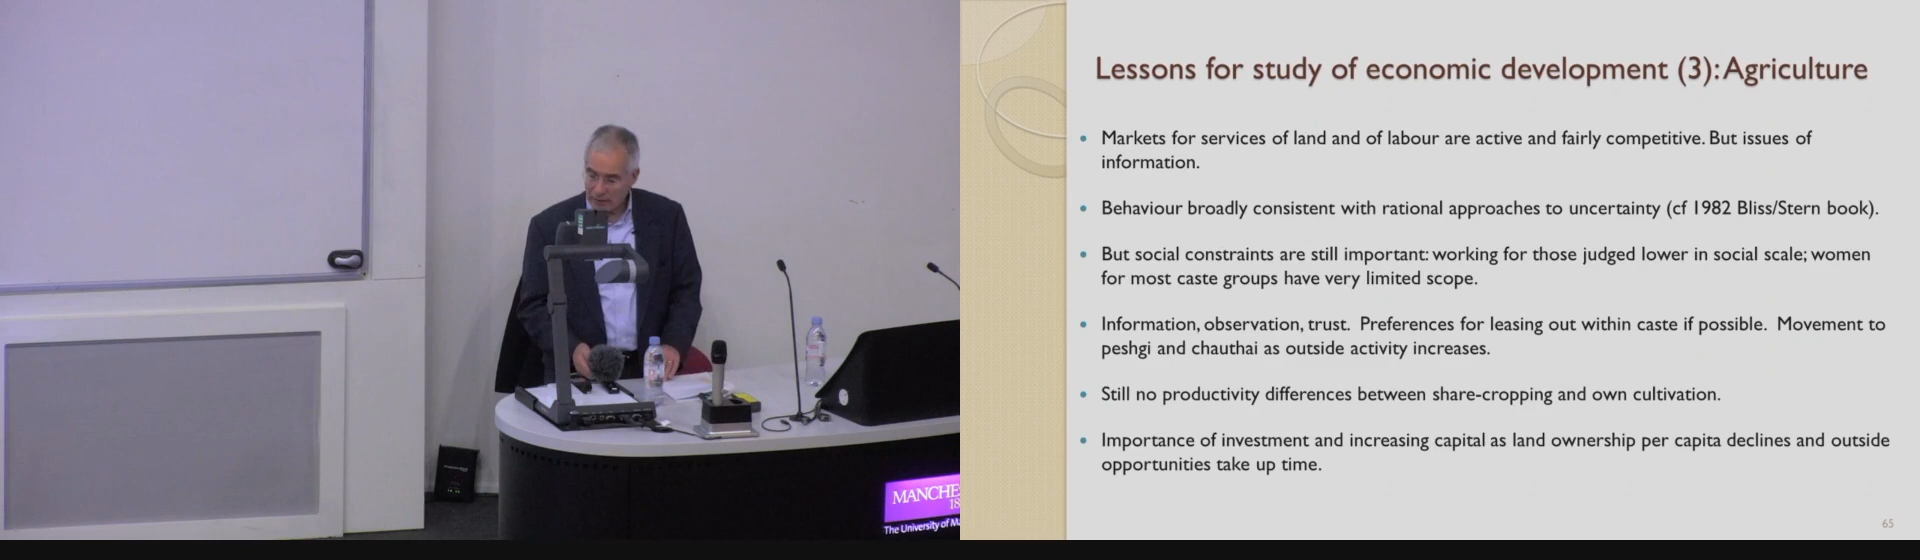 Lessons for study of economic development (3): Agriculture
Markets for services of land and of labour are active and fairly competitive. But issues of
information.
Behaviour broadly consistent with rational approaches to uncertainty (cf 1982 Bliss/Stern book).
But social constraints are still important: working for those judged lower in social scale; women
for most caste groups have very limited scope.
Information, observation, trust. Preferences for leasing out within caste if possible. Movement to
peshgi and chauthai as outside activity increases.
Still no productivity differences between share-cropping and own cultivation.
Importance of investment and increasing capital as land ownership per capita declines and outside
opportunities take up time.
65
MANCHE
18
The University of M